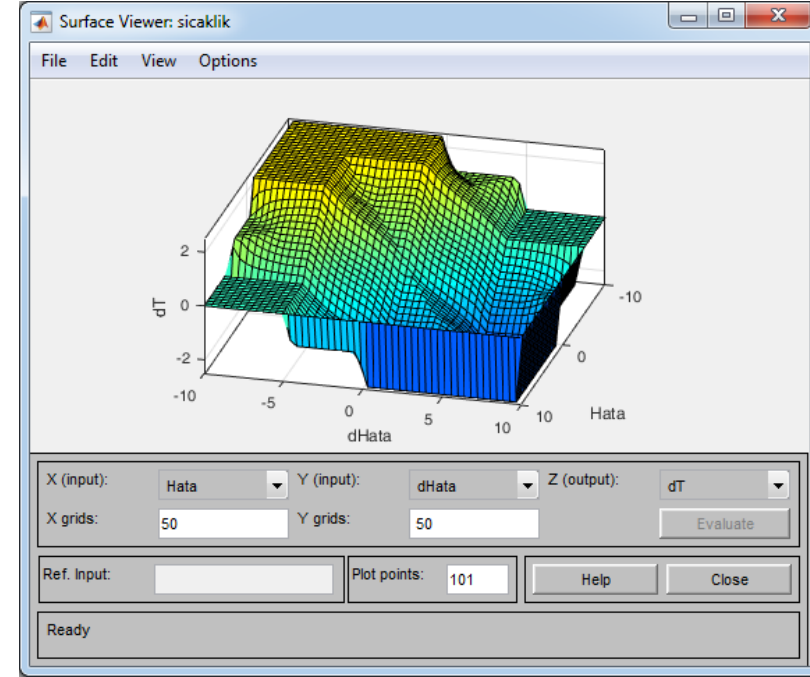 Surface Viewer: sicaklik
File Edit View Options
2
0
-2
dT
-10
-5
0
5
10
dHata
10
0
-10
Hata
X (input): Hata Y (input): dHata Z (output): dT
X grids: 50 Y grids: 50 Evaluate
Ref. Input: Plot points: 101 Help Close
Ready